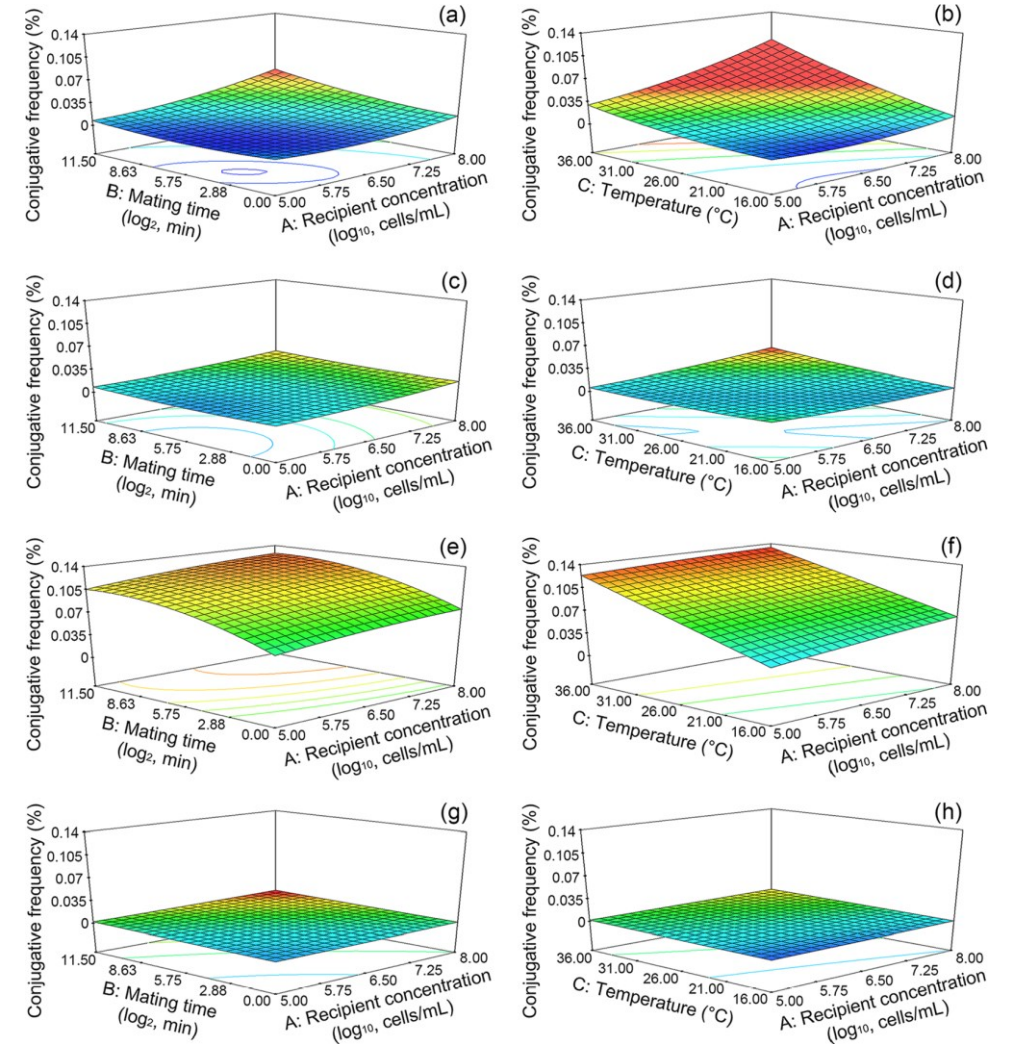 (a)
Conjugative frequency (%)
0.14
0.105
0.07
0.035
0
11.50
8.63
5.75
2.88
0.00
5.00
5.75
6.50
7.25
8.00
B: Mating time
(log₂, min)
A: Recipient concentration
(log₁₀, cells/mL)
(b)
Conjugative frequency (%)
0.14
0.105
0.07
0.035
0
36.00
31.00
26.00
21.00
16.00
5.00
5.75
6.50
7.25
8.00
C: Temperature (°C)
A: Recipient concentration
(log₁₀, cells/mL)
(c)
Conjugative frequency (%)
0.14
0.105
0.07
0.035
0
11.50
8.63
5.75
2.88
0.00
5.00
5.75
6.50
7.25
8.00
B: Mating time
(log₂, min)
A: Recipient concentration
(log₁₀, cells/mL)
(d)
Conjugative frequency (%)
0.14
0.105
0.07
0.035
0
36.00
31.00
26.00
21.00
16.00
5.00
5.75
6.50
7.25
8.00
C: Temperature (°C)
A: Recipient concentration
(log₁₀, cells/mL)
(e)
Conjugative frequency (%)
0.14
0.105
0.07
0.035
0
11.50
8.63
5.75
2.88
0.00
5.00
5.75
6.50
7.25
8.00
B: Mating time
(log₂, min)
A: Recipient concentration
(log₁₀, cells/mL)
(f)
Conjugative frequency (%)
0.14
0.105
0.07
0.035
0
36.00
31.00
26.00
21.00
16.00
5.00
5.75
6.50
7.25
8.00
C: Temperature (°C)
A: Recipient concentration
(log₁₀, cells/mL)
(g)
Conjugative frequency (%)
0.14
0.105
0.07
0.035
0
11.50
8.63
5.75
2.88
0.00
5.00
5.75
6.50
7.25
8.00
B: Mating time
(log₂, min)
A: Recipient concentration
(log₁₀, cells/mL)
(h)
Conjugative frequency (%)
0.14
0.105
0.07
0.035
0
36.00
31.00
26.00
21.00
16.00
5.00
5.75
6.50
7.25
8.00
C: Temperature (°C)
A: Recipient concentration
(log₁₀, cells/mL)